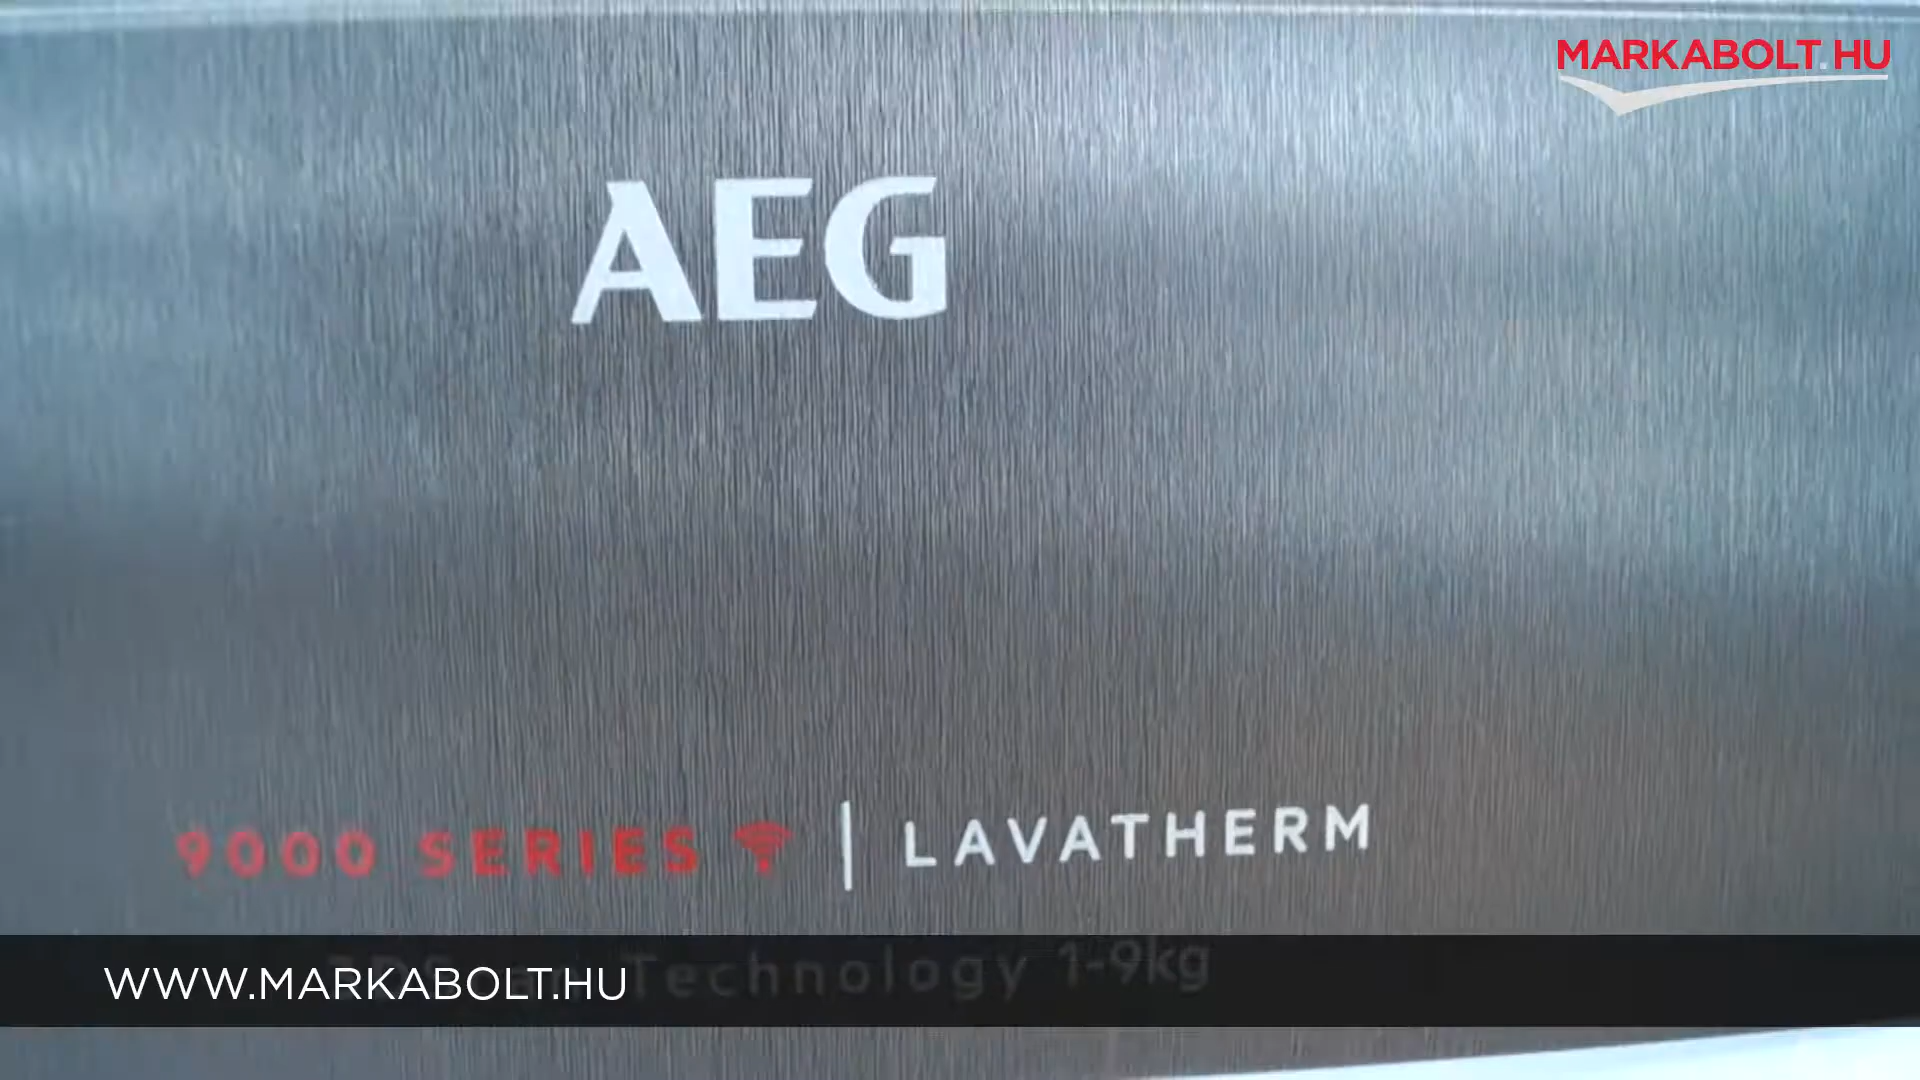 MARKABOLT.HU
AEG
9000 SERIES | LAVATHERM
Technology 1-9kg
WWW.MARKABOLT.HU